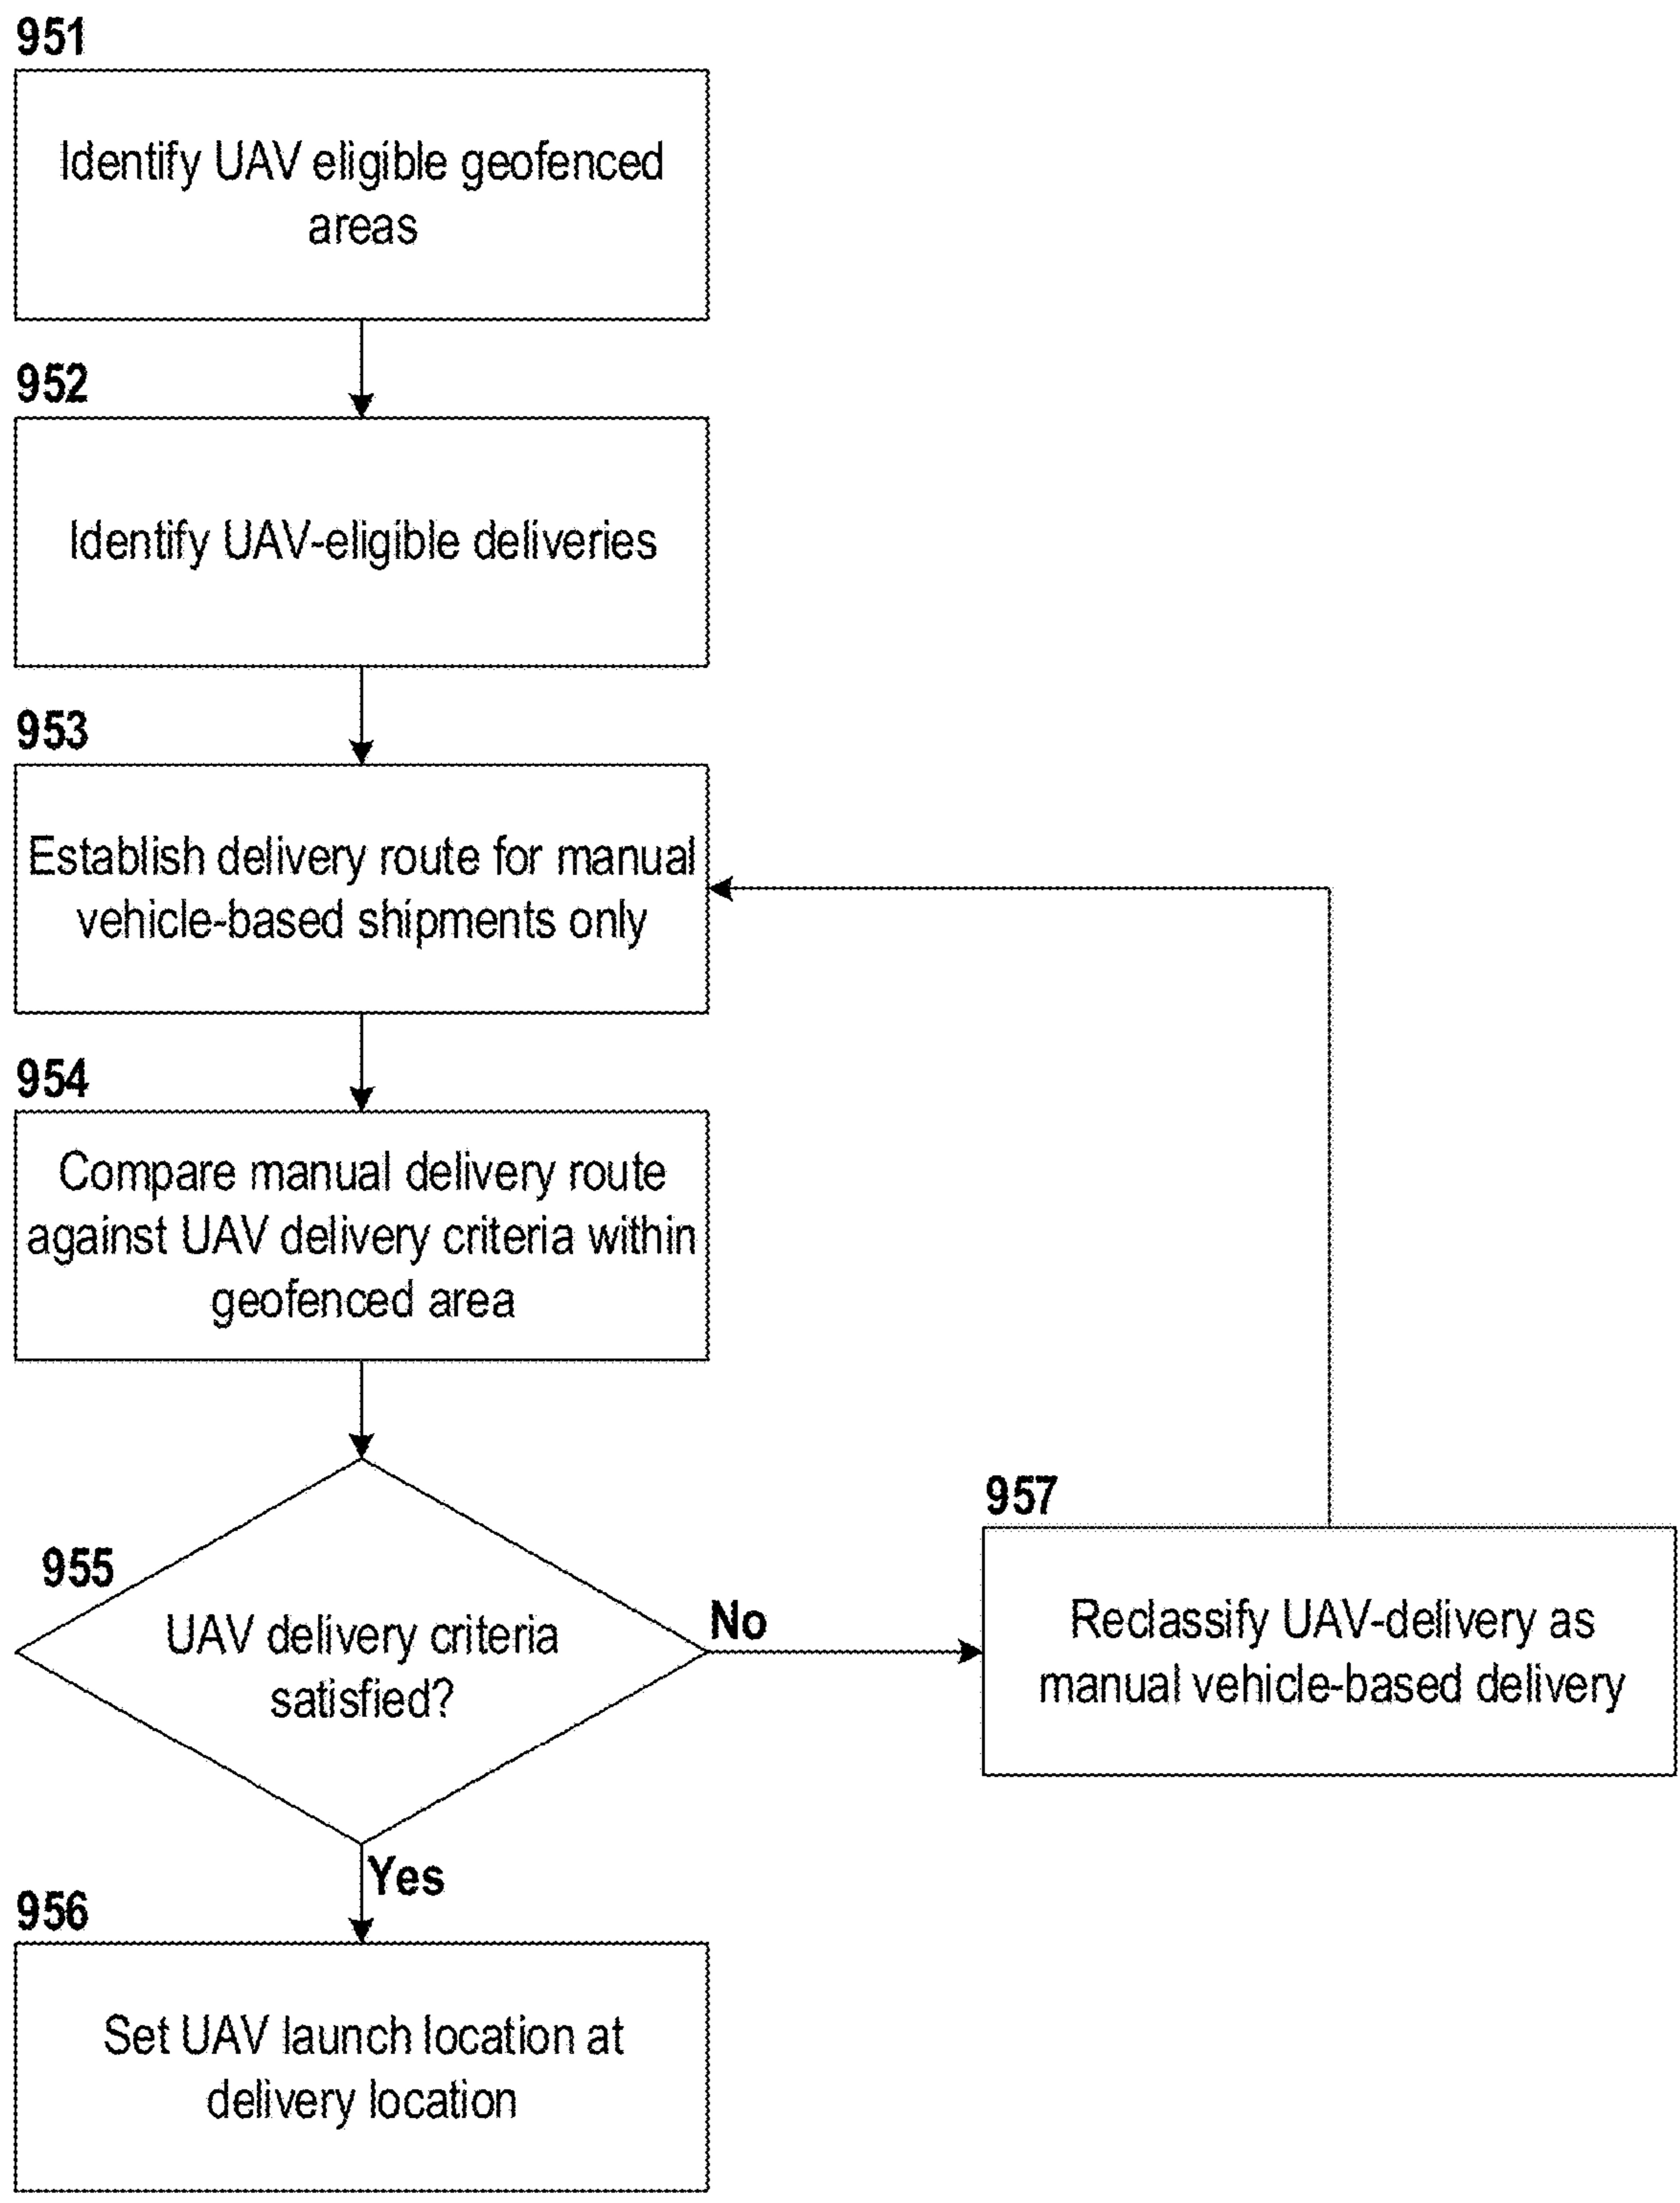 951
Identify UAV eligible geofenced
areas
952
Identify UAV-eligible deliveries
953
Establish delivery route for manual
vehicle-based shipments only
954
Compare manual delivery route
against UAV delivery criteria within
geofenced area
955
UAV delivery criteria
satisfied?
No
957
Reclassify UAV-delivery as
manual vehicle-based delivery
Yes
956
Set UAV launch location at
delivery location